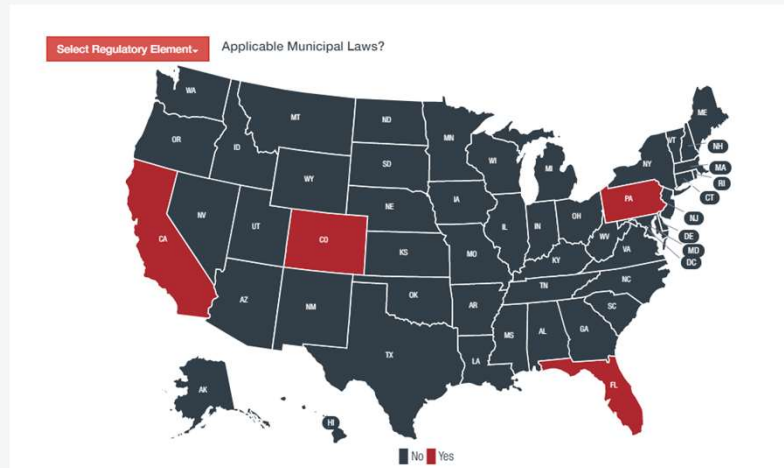 Select Regulatory Element
Applicable Municipal Laws?
WA
MT
ND
MN
ME
OR
ID
SD
WI
MI
NY
VT
NH
MA
RI
CT
WY
NE
IA
PA
NJ
NV
UT
CO
IL
IN
OH
DE
MD
DC
CA
KS
MO
KY
WV
VA
AZ
NM
OK
AR
TN
NC
SC
TX
LA
MS
AL
GA
FL
AK
HI
No Yes